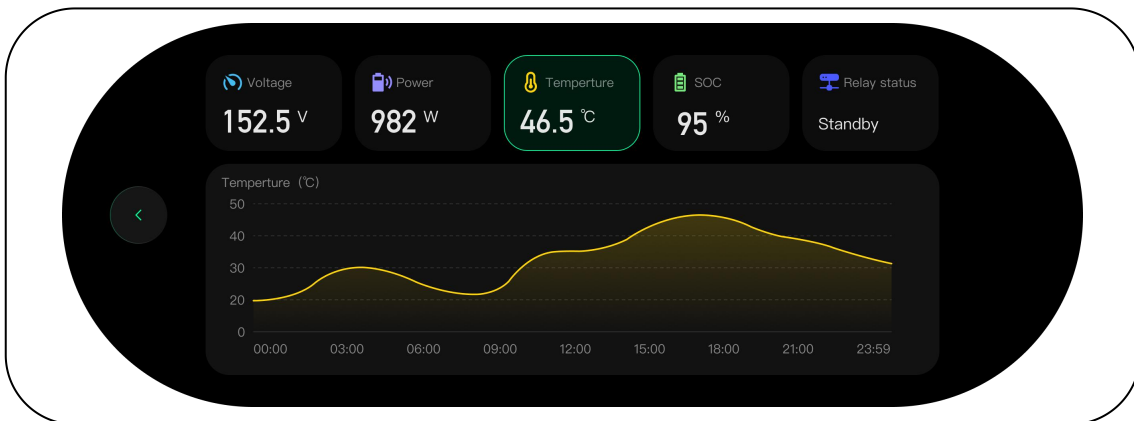 Voltage
152.5 V
Power
982 W
Temperture
46.5 ℃
SOC
95 %
Relay status
Standby
Temperture（℃）
50
40
30
20
0
00:00 03:00 06:00 09:00 12:00 15:00 18:00 21:00 23:59